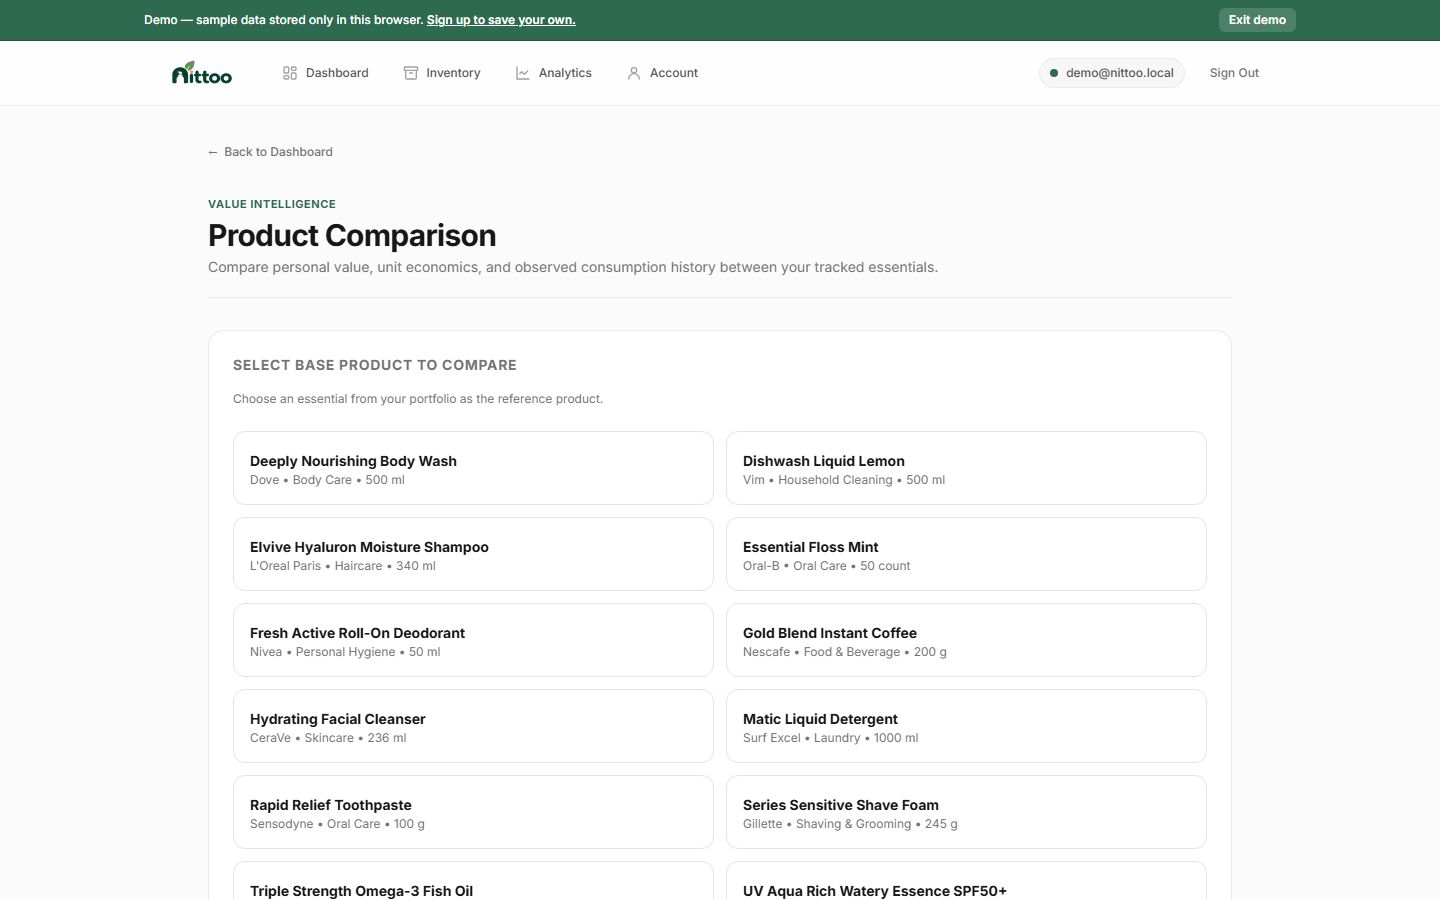 Demo — sample data stored only in this browser. Sign up to save your own.
Exit demo
Nittoo
Dashboard
Inventory
Analytics
Account
demo@nittoo.local
Sign Out
← Back to Dashboard
VALUE INTELLIGENCE
Product Comparison
Compare personal value, unit economics, and observed consumption history between your tracked essentials.
SELECT BASE PRODUCT TO COMPARE
Choose an essential from your portfolio as the reference product.
Deeply Nourishing Body Wash
Dove • Body Care • 500 ml
Dishwash Liquid Lemon
Vim • Household Cleaning • 500 ml
Elvive Hyaluron Moisture Shampoo
L'Oreal Paris • Haircare • 340 ml
Essential Floss Mint
Oral-B • Oral Care • 50 count
Fresh Active Roll-On Deodorant
Nivea • Personal Hygiene • 50 ml
Gold Blend Instant Coffee
Nescafe • Food & Beverage • 200 g
Hydrating Facial Cleanser
CeraVe • Skincare • 236 ml
Matic Liquid Detergent
Surf Excel • Laundry • 1000 ml
Rapid Relief Toothpaste
Sensodyne • Oral Care • 100 g
Series Sensitive Shave Foam
Gillette • Shaving & Grooming • 245 g
Triple Strength Omega-3 Fish Oil
UV Aqua Rich Watery Essence SPF50+